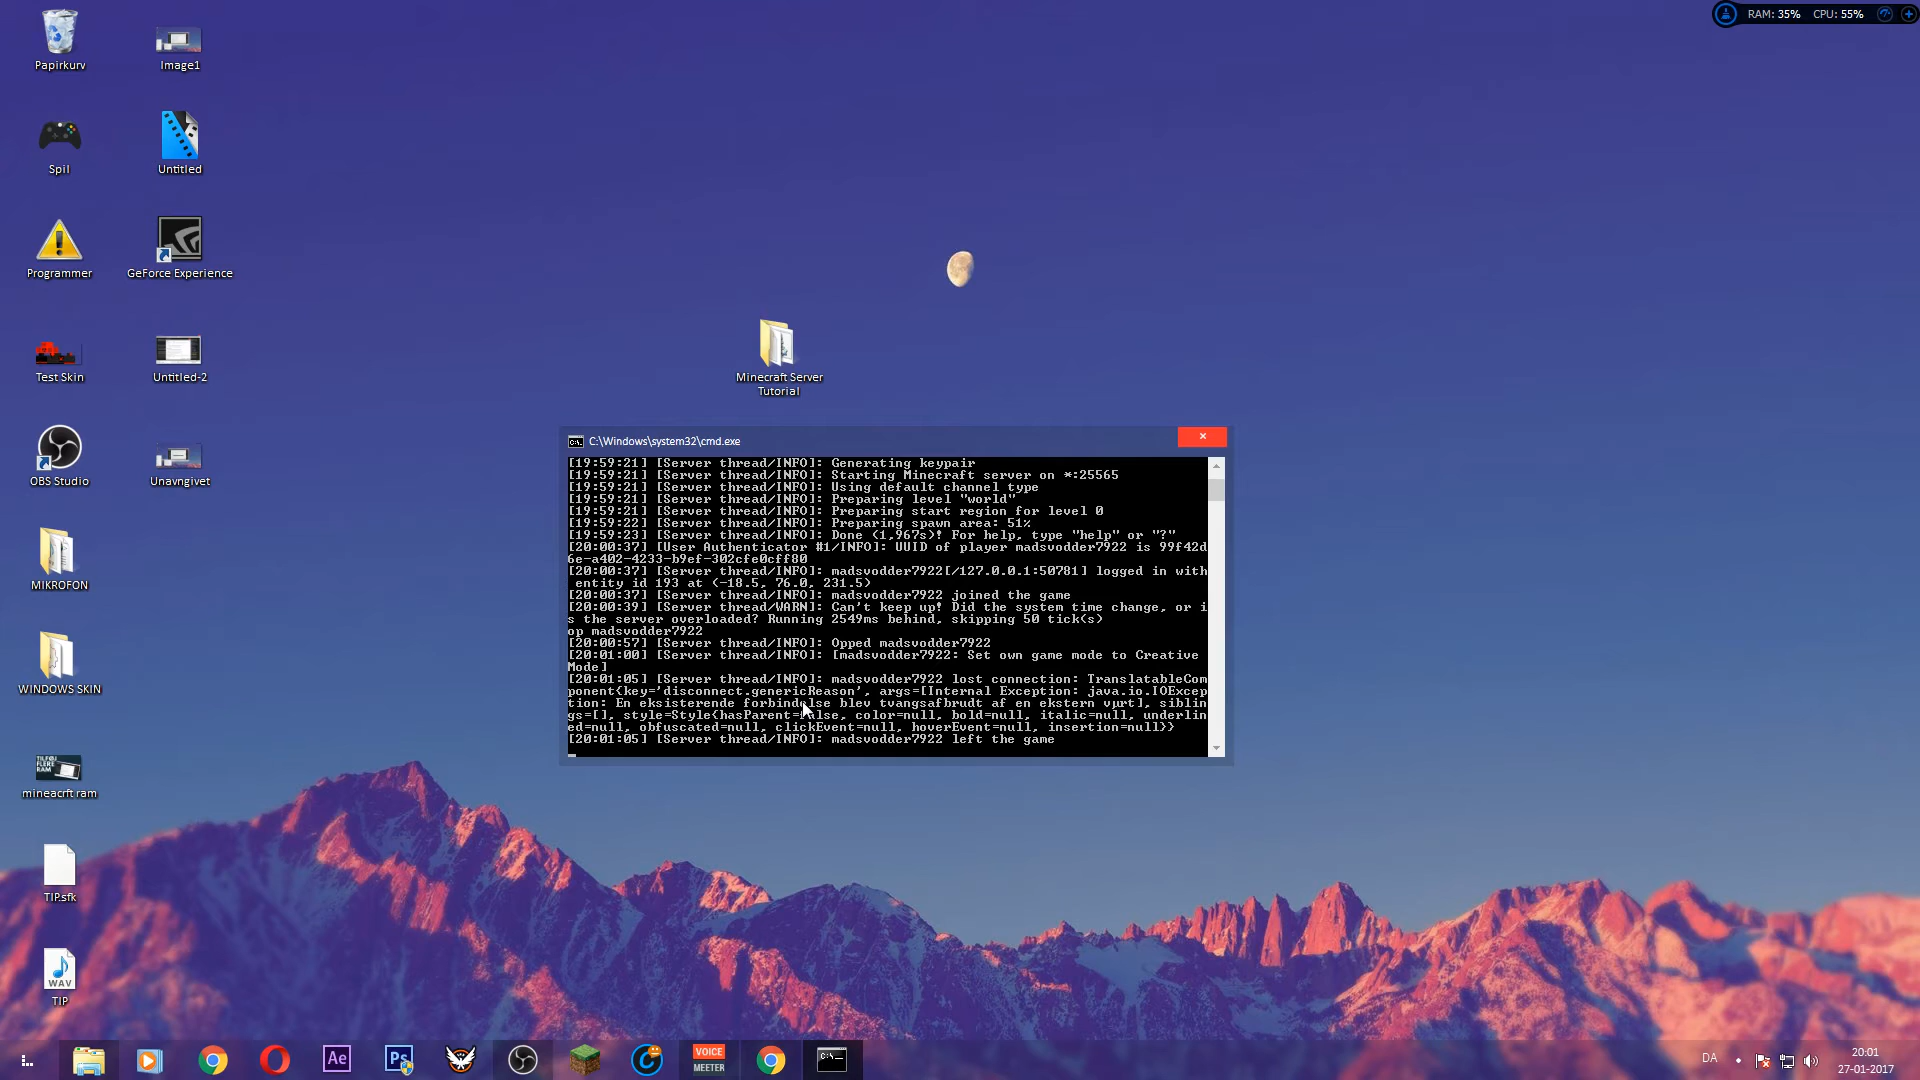 RAM: 35% CPU: 55%
Papirkurv
Image1
Spil
Untitled
Programmer
GeForce Experience
Test Skin
Untitled-2
Minecraft Server
Tutorial
OBS Studio
Unavngivet
MIKROFON
WINDOWS SKIN
TILFØJ
FLERE
RAM
mineacrft ram
TIP.sfk
WAV
TIP
C:\Windows\system32\cmd.exe
[19:59:21] [Server thread/INFO]: Generating keypair
[19:59:21] [Server thread/INFO]: Starting Minecraft server on *:25565
[19:59:21] [Server thread/INFO]: Using default channel type
[19:59:21] [Server thread/INFO]: Preparing level "world"
[19:59:21] [Server thread/INFO]: Preparing start region for level 0
[19:59:22] [Server thread/INFO]: Preparing spawn area: 51%
[19:59:23] [Server thread/INFO]: Done (1,967s)! For help, type "help" or "?"
[20:00:37] [User Authenticator #1/INFO]: UUID of player madsvodder7922 is 99f42d
6e-a402-4233-b9ef-302cfe0cff80
[20:00:37] [Server thread/INFO]: madsvodder7922[/127.0.0.1:50781] logged in with
entity id 193 at (-18.5, 76.0, 231.5)
[20:00:37] [Server thread/INFO]: madsvodder7922 joined the game
[20:00:39] [Server thread/WARN]: Can't keep up! Did the system time change, or i
s the server overloaded? Running 2549ms behind, skipping 50 tick(s)
op madsvodder7922
[20:00:57] [Server thread/INFO]: Opped madsvodder7922
[20:01:00] [Server thread/INFO]: [madsvodder7922: Set own game mode to Creative
Mode]
[20:01:05] [Server thread/INFO]: madsvodder7922 lost connection: TranslatableCom
ponent{key='disconnect.genericReason', args=[Internal Exception: java.io.IOExcep
tion: En eksisterende forbindelse blev tvangsafbrudt af en ekstern vµrt], siblin
gs=[], style=Style{hasParent=false, color=null, bold=null, italic=null, underlin
ed=null, obfuscated=null, clickEvent=null, hoverEvent=null, insertion=null}}
[20:01:05] [Server thread/INFO]: madsvodder7922 left the game
Ae
Ps
VOICE
MEETER
DA
20:01
27-01-2017